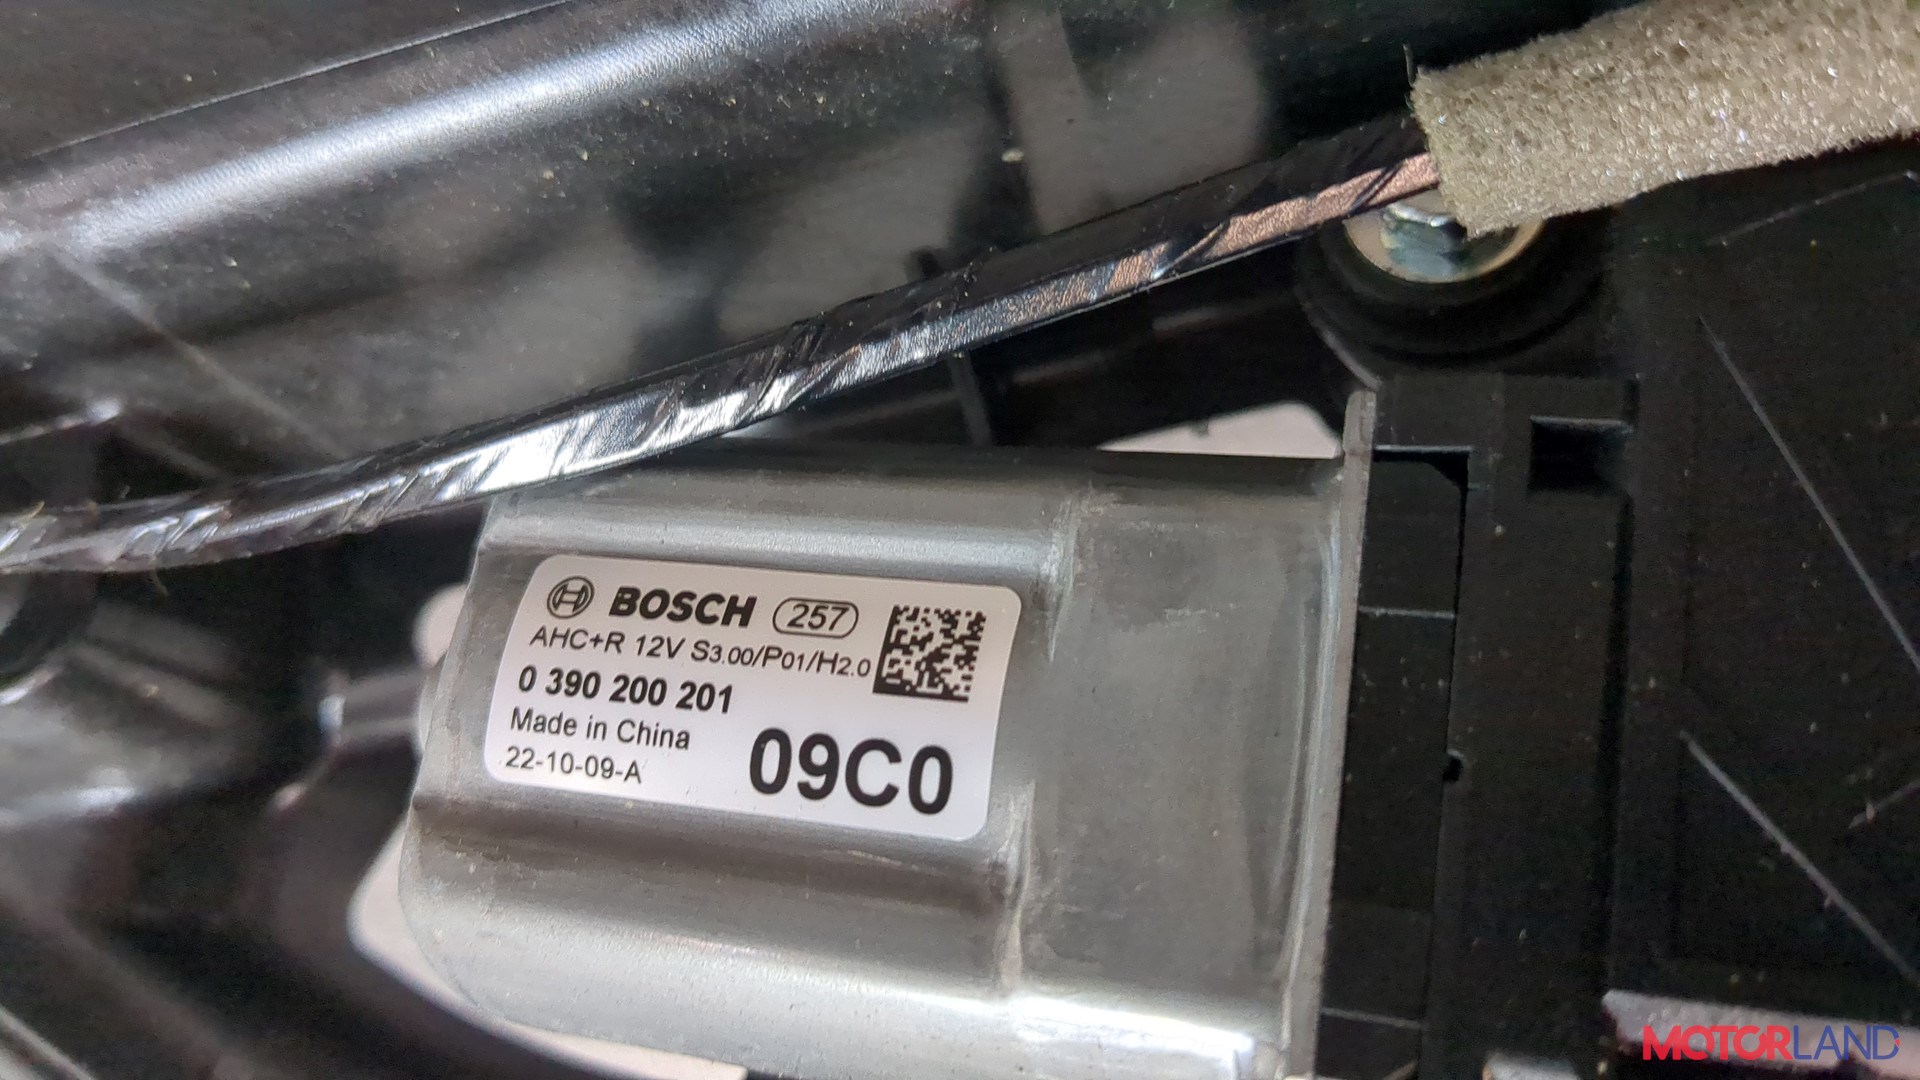 BOSCH 257
AHC+R 12V S3.00/P01/H2.0
0 390 200 201
Made in China
22-10-09-A
09C0
MOTORLAND